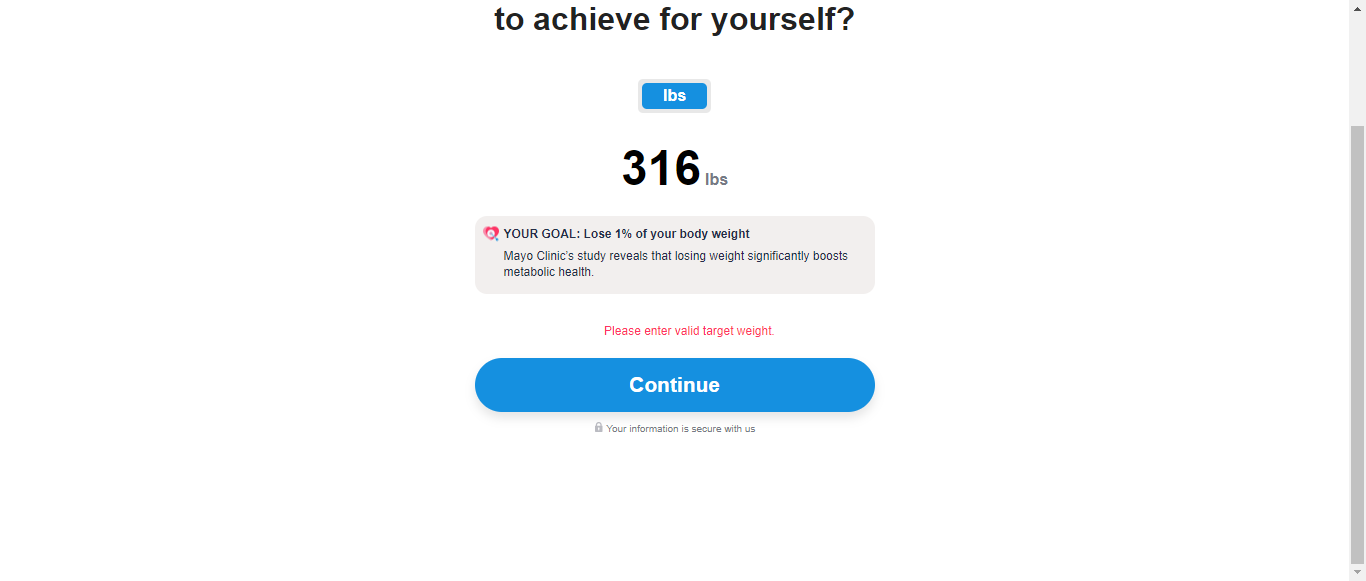 to achieve for yourself?
lbs
316 lbs
YOUR GOAL: Lose 1% of your body weight
Mayo Clinic's study reveals that losing weight significantly boosts
metabolic health.
Please enter valid target weight.
Continue
Your information is secure with us